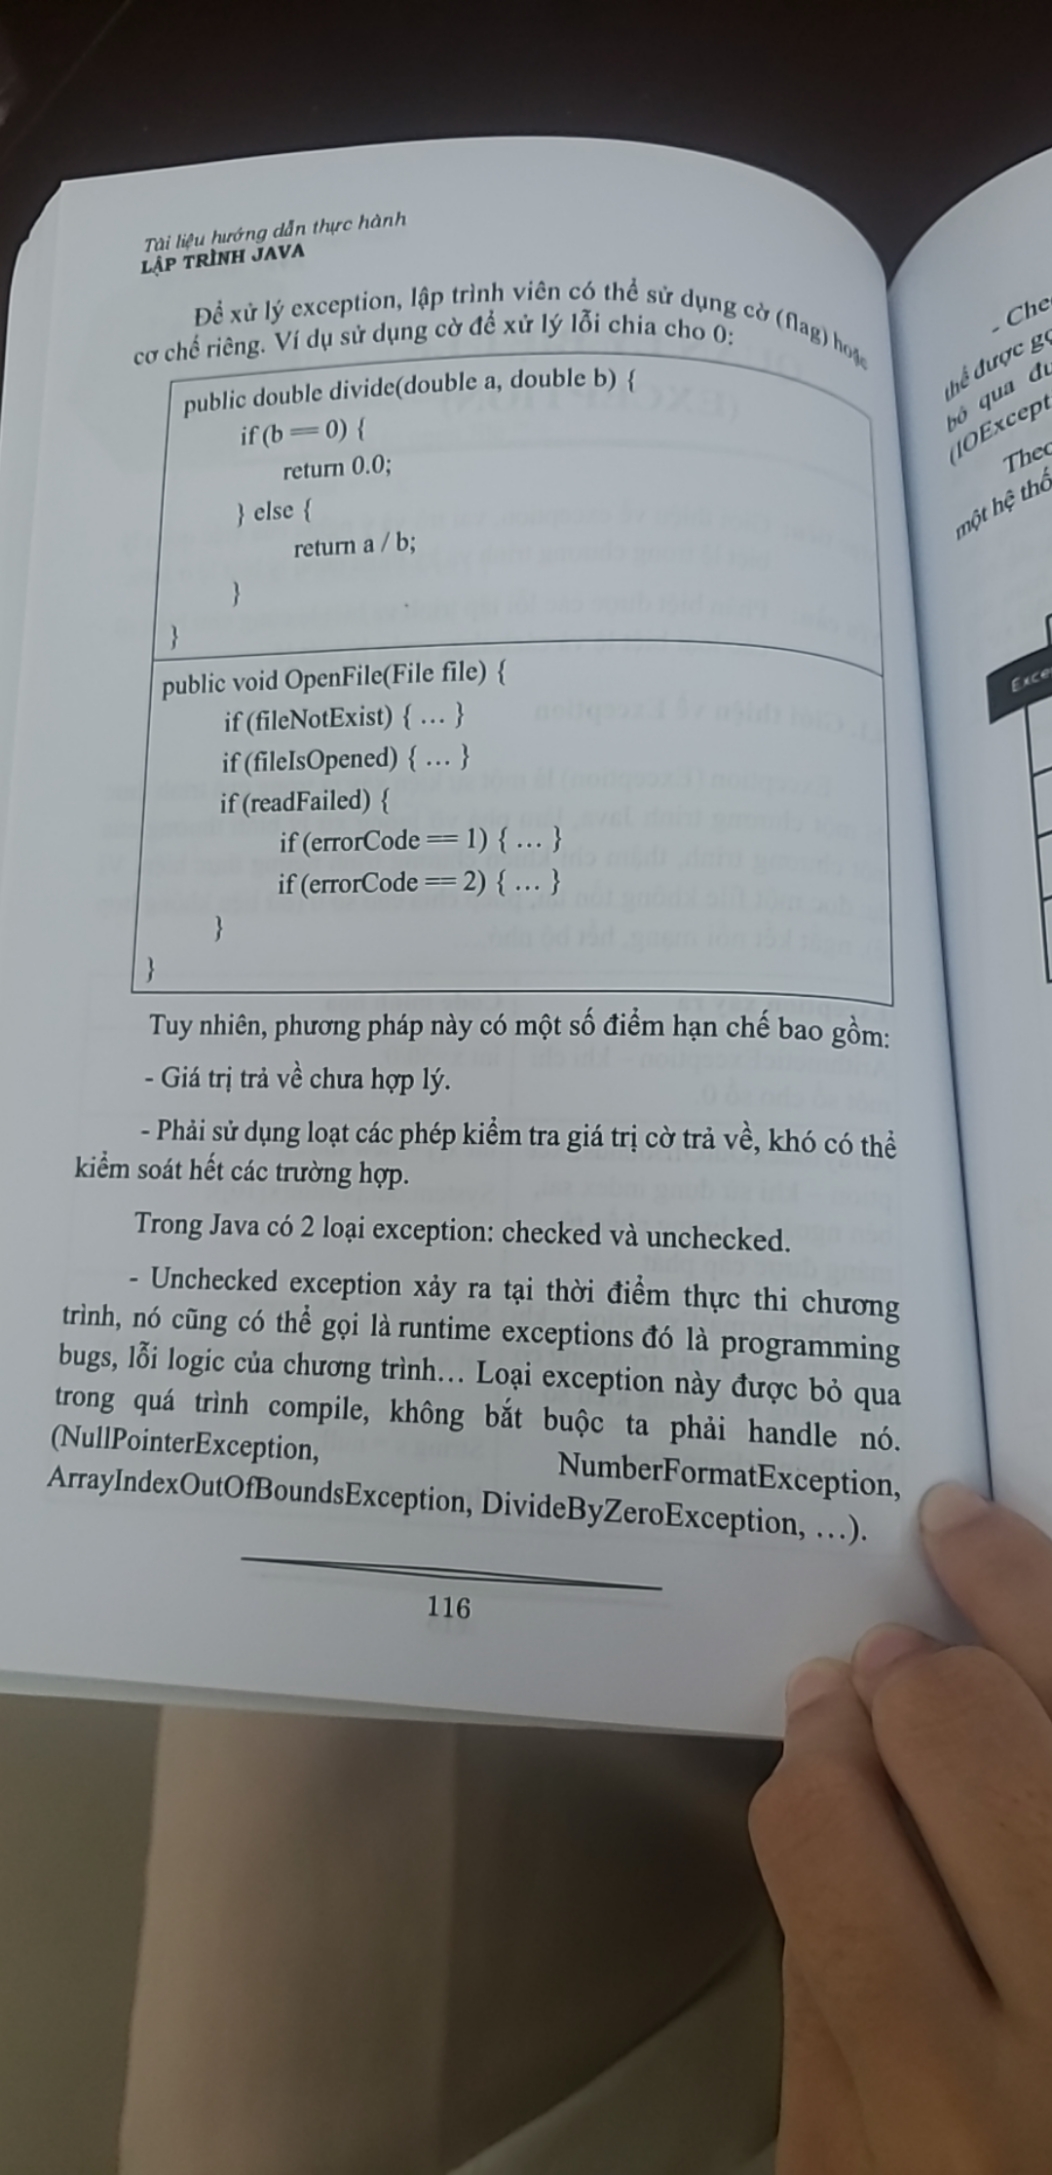 Tài liệu hướng dẫn thực hành
LẬP TRÌNH JAVA
Để xử lý exception, lập trình viên có thể sử dụng cờ (flag) hoặc
cơ chế riêng. Ví dụ sử dụng cờ để xử lý lỗi chia cho 0:
public double divide(double a, double b) {
if (b == 0) {
return 0.0;
} else {
return a / b;
}
}
public void OpenFile(File file) {
if (fileNotExist) { … }
if (fileIsOpened) { … }
if (readFailed) {
if (errorCode == 1) { … }
if (errorCode == 2) { … }
}
}
Tuy nhiên, phương pháp này có một số điểm hạn chế bao gồm:
- Giá trị trả về chưa hợp lý.
- Phải sử dụng loạt các phép kiểm tra giá trị cờ trả về, khó có thể
kiểm soát hết các trường hợp.
Trong Java có 2 loại exception: checked và unchecked.
- Unchecked exception xảy ra tại thời điểm thực thi chương
trình, nó cũng có thể gọi là runtime exceptions đó là programming
bugs, lỗi logic của chương trình… Loại exception này được bỏ qua
trong quá trình compile, không bắt buộc ta phải handle nó.
(NullPointerException, NumberFormatException,
ArrayIndexOutOfBoundsException, DivideByZeroException, …).
116
- Che
thể được gọ
bỏ qua
(IOExcept
Theo
một hệ thố
Exce